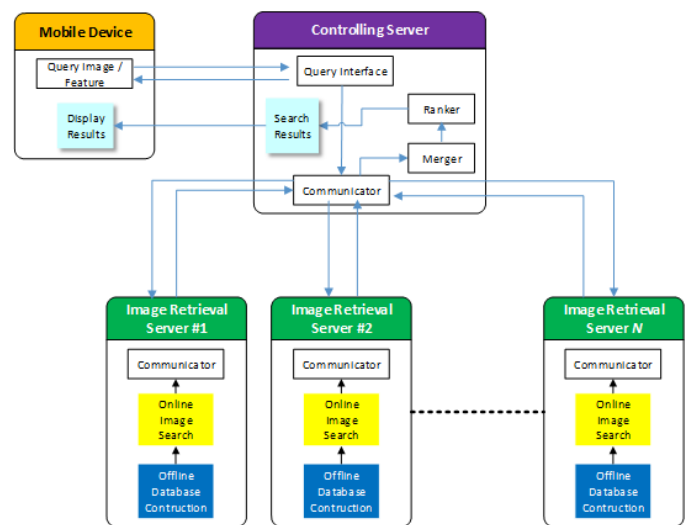 Mobile Device
Query Image /
Feature
Display
Results
Controlling Server
Query Interface
Search
Results
Ranker
Merger
Communicator
Image Retrieval
Server #1
Communicator
Online
Image
Search
Offline
Database
Contruction
Image Retrieval
Server #2
Communicator
Online
Image
Search
Offline
Database
Contruction
Image Retrieval
Server N
Communicator
Online
Image
Search
Offline
Database
Contruction